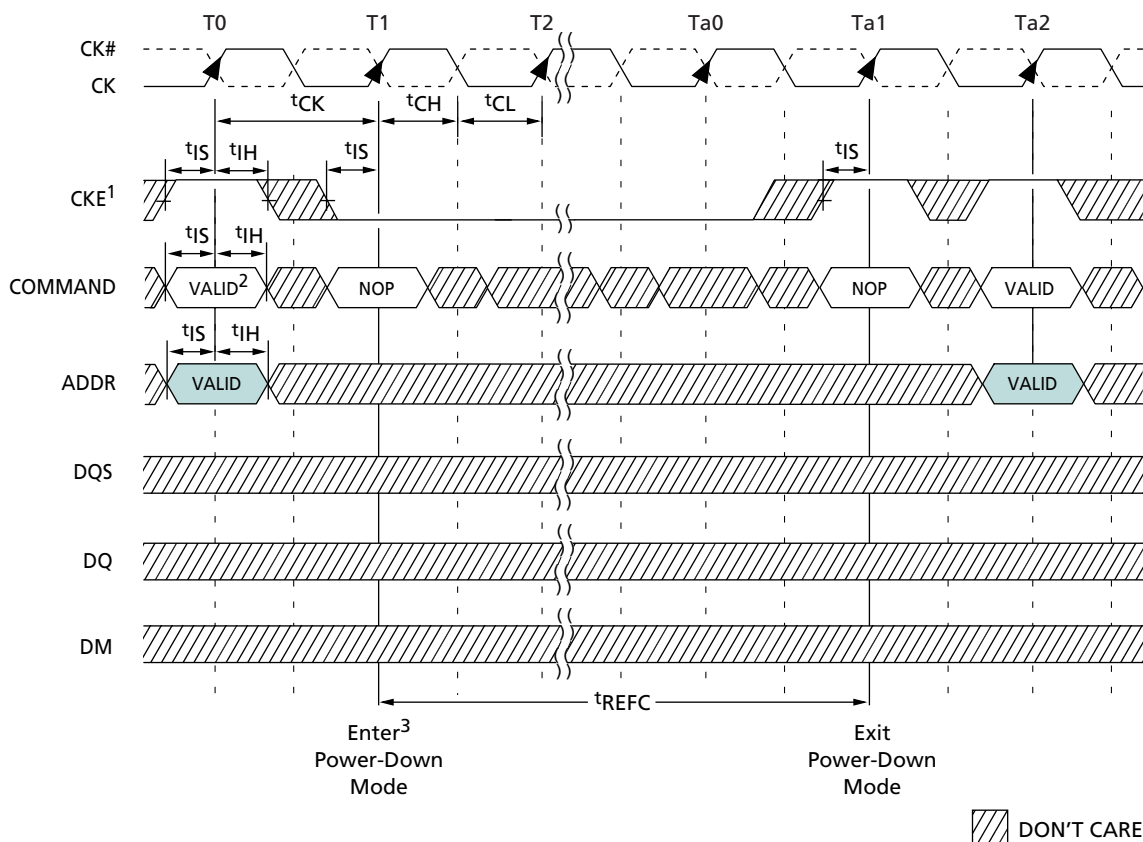 T0 T1 T2 Ta0 Ta1 Ta2
CK#
CK
tCK tCH tCL
tIS tIH tIS tIS
CKE1
tIS tIH
COMMAND VALID2 NOP NOP VALID
tIS tIH
ADDR VALID VALID
DQS
DQ
DM
tREFC
Enter3
Power-Down
Mode
Exit
Power-Down
Mode
DON'T CARE